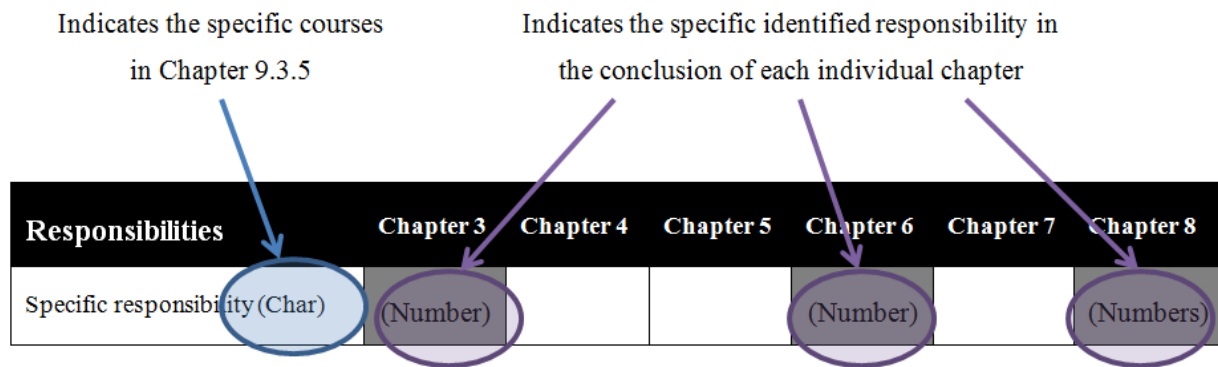 Indicates the specific courses
in Chapter 9.3.5
Indicates the specific identified responsibility in
the conclusion of each individual chapter
Responsibilities Chapter 3 Chapter 4 Chapter 5 Chapter 6 Chapter 7 Chapter 8
Specific responsibility (Char) (Number) (Number) (Numbers)